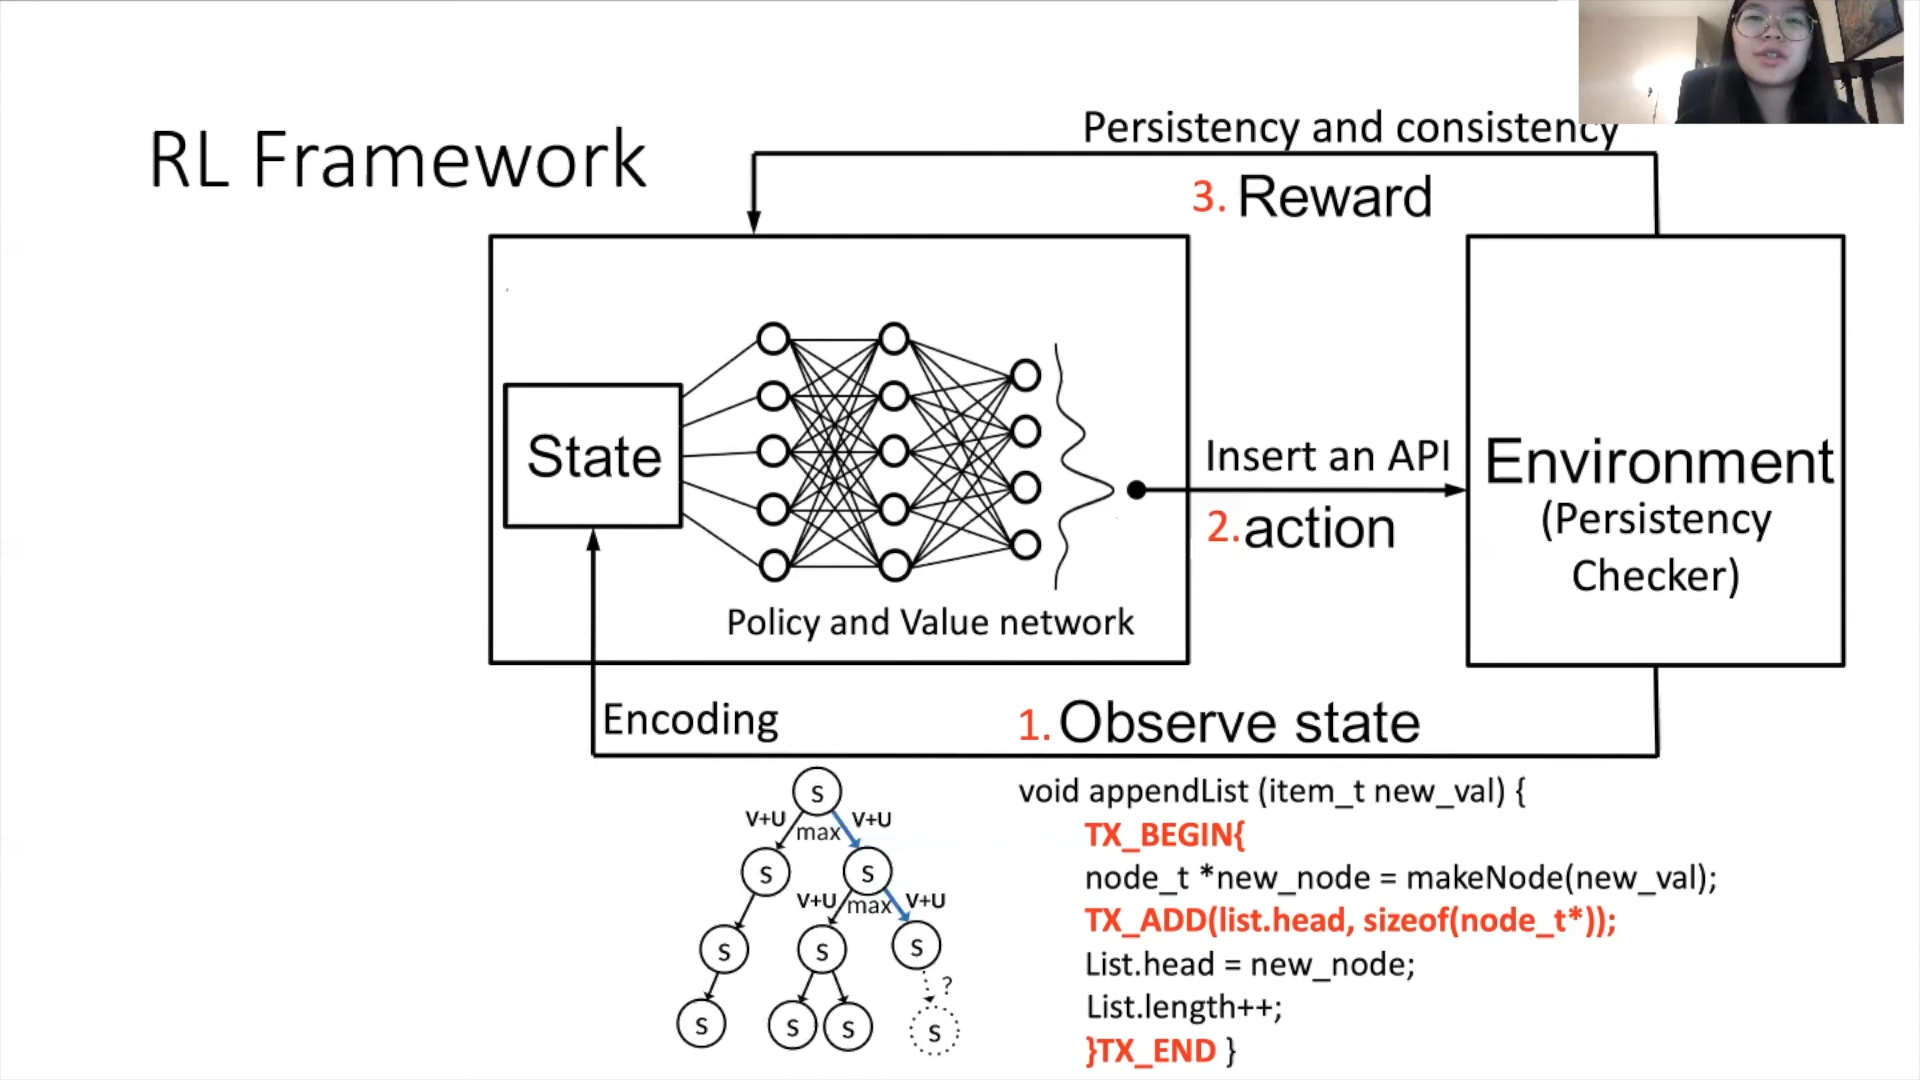 RL Framework
Persistency and consistency
3. Reward
State
Policy and Value network
Insert an API
2. action
Environment
(Persistency
Checker)
Encoding
1. Observe state
s
V+U
max
V+U
s
s
V+U
max
V+U
s
s
s
?
s
s
s
s
void appendList (item_t new_val) {
TX_BEGIN{
node_t *new_node = makeNode(new_val);
TX_ADD(list.head, sizeof(node_t*));
List.head = new_node;
List.length++;
}TX_END }